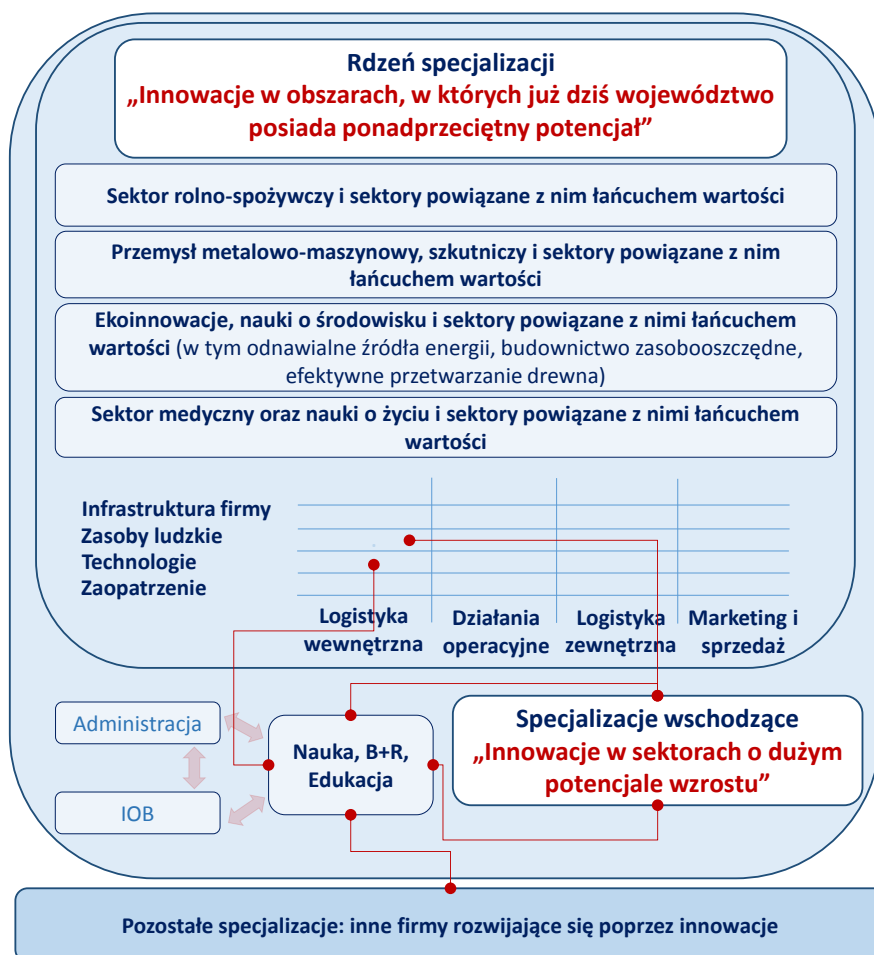 Rdzeń specjalizacji
„Innowacje w obszarach, w których już dziś województwo
posiada ponadprzeciętny potencjał”
Sektor rolno-spożywczy i sektory powiązane z nim łańcuchem wartości
Przemysł metalowo-maszynowy, szkutniczy i sektory powiązane z nim
łańcuchem wartości
Ekoinnowacje, nauki o środowisku i sektory powiązane z nimi łańcuchem
wartości (w tym odnawialne źródła energii, budownictwo zasobooszczędne,
efektywne przetwarzanie drewna)
Sektor medyczny oraz nauki o życiu i sektory powiązane z nimi łańcuchem
wartości
Infrastruktura firmy
Zasoby ludzkie
Technologie
Zaopatrzenie
Logistyka
wewnętrzna
Działania
operacyjne
Logistyka
zewnętrzna
Marketing i
sprzedaż
Administracja
IOB
Nauka, B+R,
Edukacja
Specjalizacje wschodzące
„Innowacje w sektorach o dużym
potencjale wzrostu”
Pozostałe specjalizacje: inne firmy rozwijające się poprzez innowacje